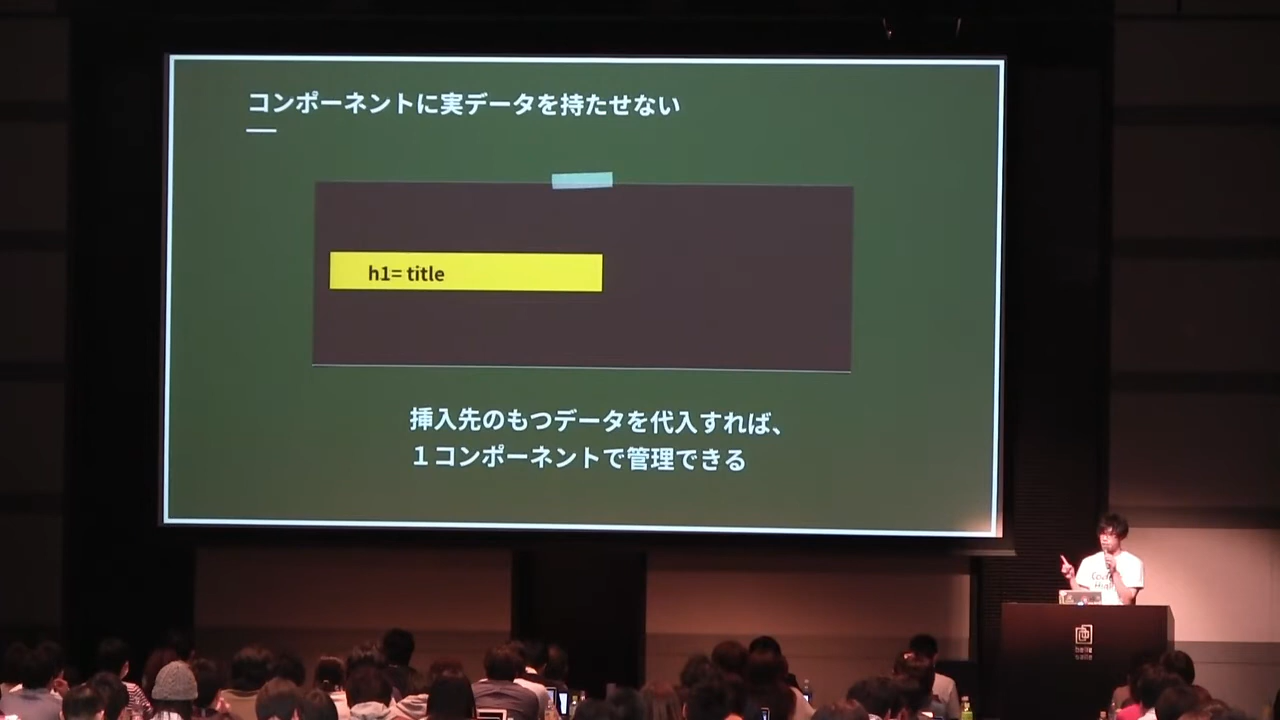 コンポーネントに実データを持たせない
h1= title
挿入先のもつデータを代入すれば、
１コンポーネントで管理できる
belle
salle